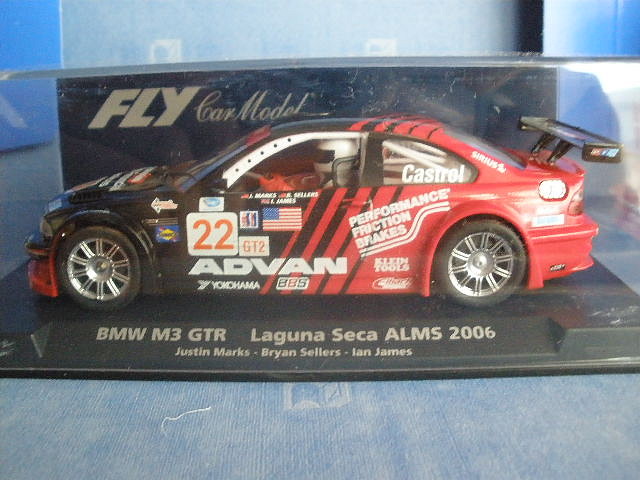 FLY Car Model
Castrol
SIRIUS
J. MARKS B. SELLERS
I. JAMES
22
GT2
PERFORMANCE
FRICTION
BRAKES
ADVAN
KLEIN
TOOLS
YOKOHAMA
BBS
BMW M3 GTR Laguna Seca ALMS 2006
Justin Marks - Bryan Sellers - Ian James